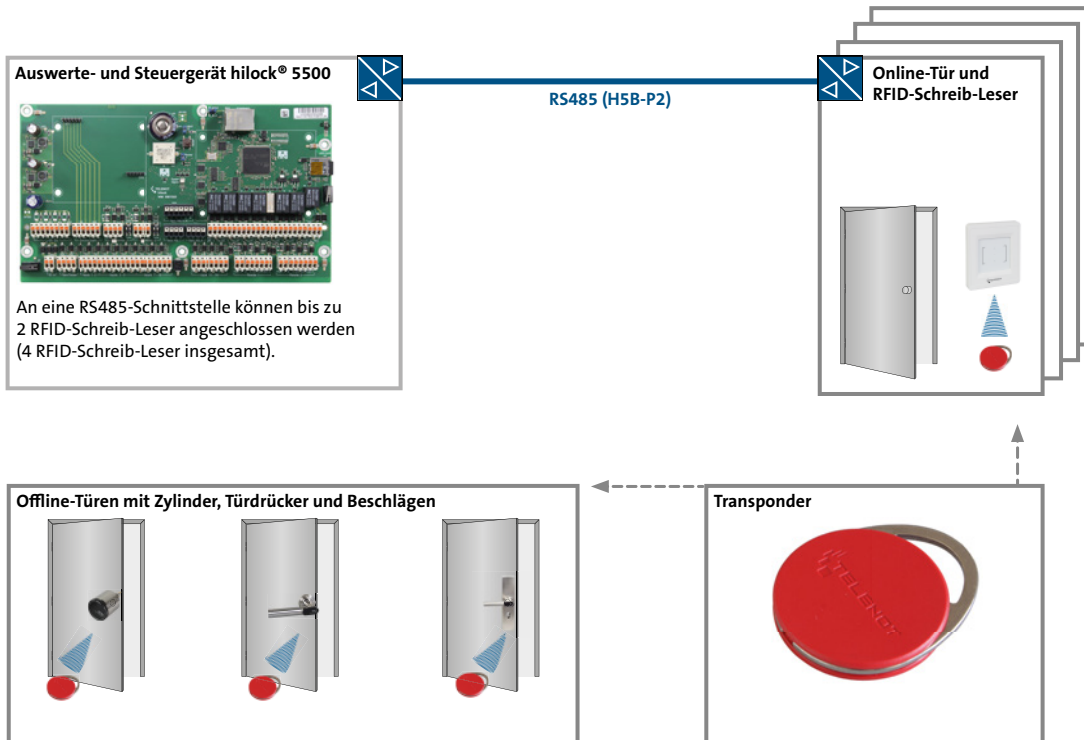 Auswerte- und Steuergerät hilock® 5500
RS485 (H5B-P2)
Online-Tür und
RFID-Schreib-Leser
An eine RS485-Schnittstelle können bis zu
2 RFID-Schreib-Leser angeschlossen werden
(4 RFID-Schreib-Leser insgesamt).
Offline-Türen mit Zylinder, Türdrücker und Beschlägen
Transponder
TELENOT